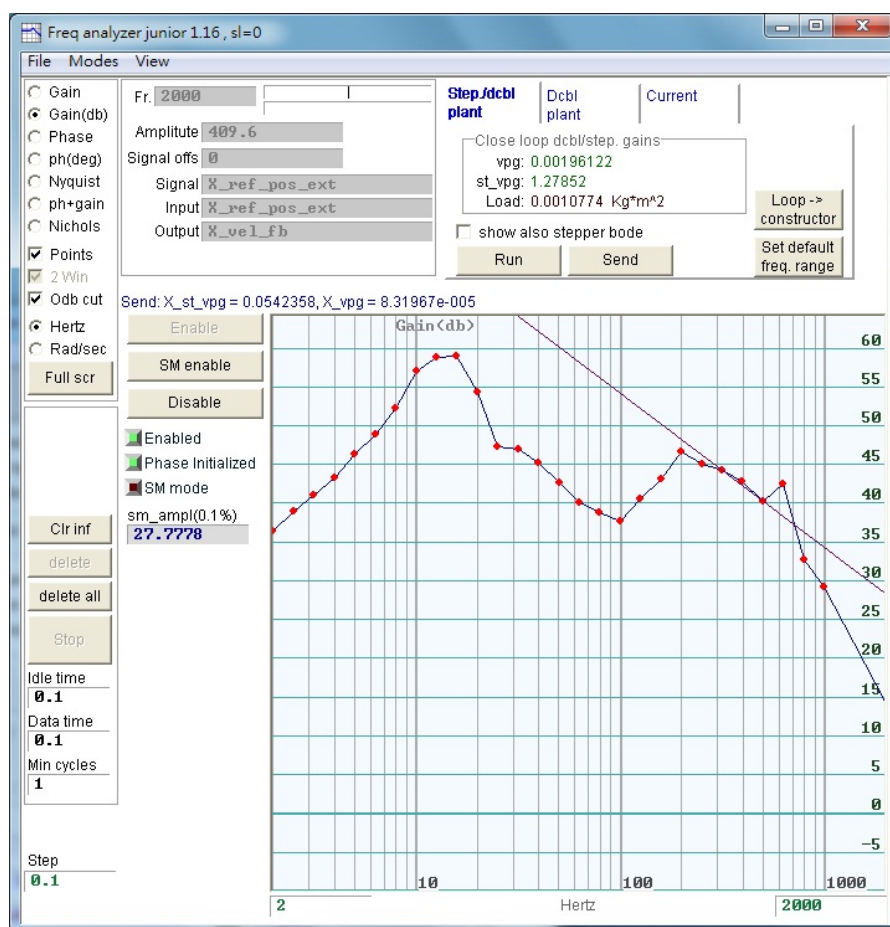 Freq analyzer junior 1.16 , sl=0
File Modes View
Gain
Gain(db)
Phase
ph(deg)
Nyquist
ph+gain
Nichols
Points
2 Win
0db cut
Hertz
Rad/sec
Full scr
Fr. 2000
Amplitute 409.6
Signal offs 0
Signal X_ref_pos_ext
Input X_ref_pos_ext
Output X_vel_fb
Step./dcbl plant
Dcbl plant
Current
Close loop dcbl/step. gains
vpg: 0.00196122
st_vpg: 1.27852
Load: 0.0010774 Kg*m^2
show also stepper bode
Run Send
Loop -> constructor
Set default freq. range
Send: X_st_vpg = 0.0542358, X_vpg = 8.31967e-005
Enable
SM enable
Disable
Enabled
Phase Initialized
SM mode
sm_ampl(0.1%)
27.7778
Clr inf
delete
delete all
Stop
Idle time
0.1
Data time
0.1
Min cycles
1
Step
0.1
Gain(db)
60
55
50
45
40
35
30
25
20
15
10
5
0
-5
10 100 1000
2 Hertz 2000